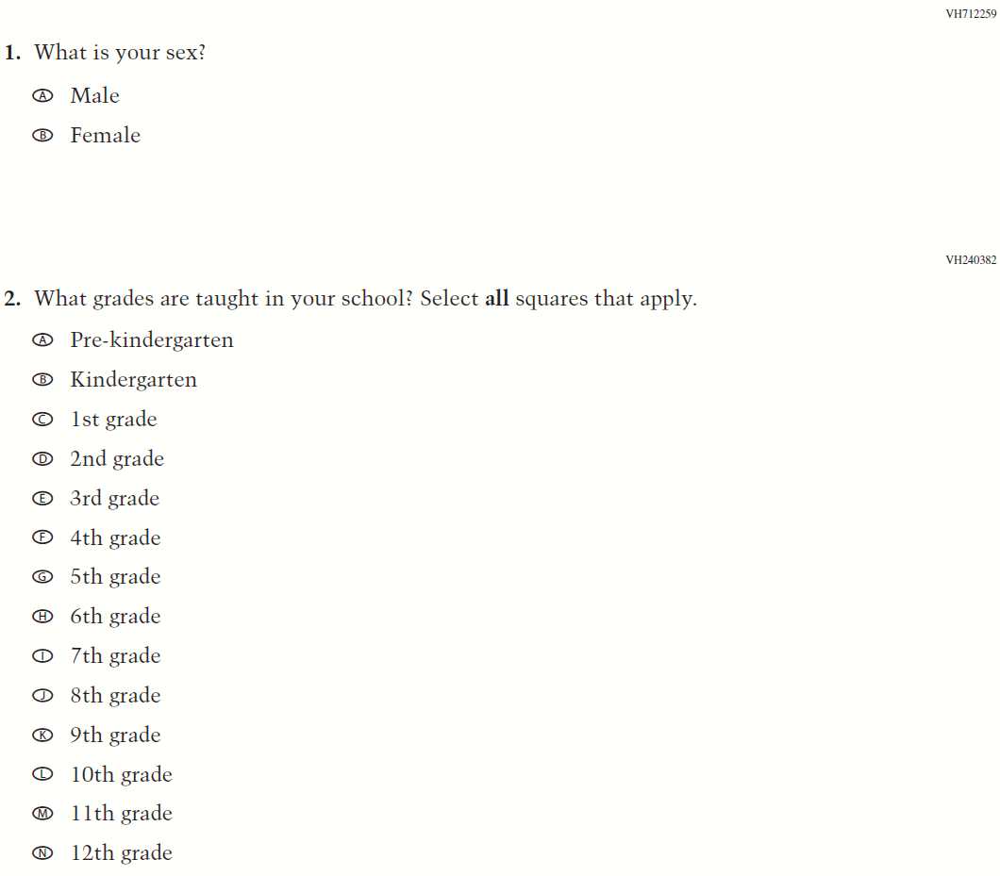 VH712259
1. What is your sex?
A Male
B Female
VH240382
2. What grades are taught in your school? Select all squares that apply.
A Pre-kindergarten
B Kindergarten
C 1st grade
D 2nd grade
E 3rd grade
F 4th grade
G 5th grade
H 6th grade
I 7th grade
J 8th grade
K 9th grade
L 10th grade
M 11th grade
N 12th grade